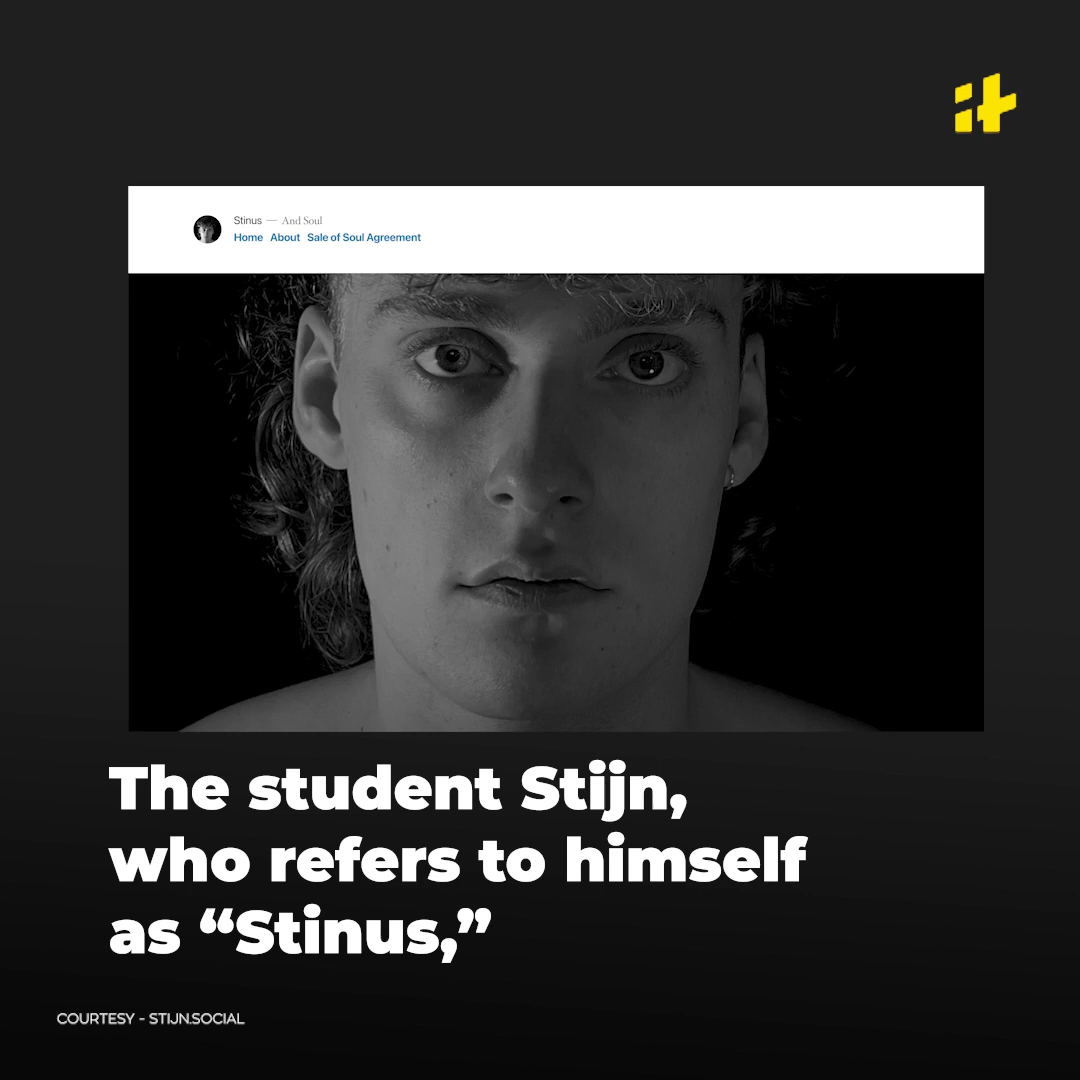 Stinus — And Soul
Home About Sale of Soul Agreement
The student Stijn,
who refers to himself
as “Stinus,”
COURTESY - STIJN.SOCIAL